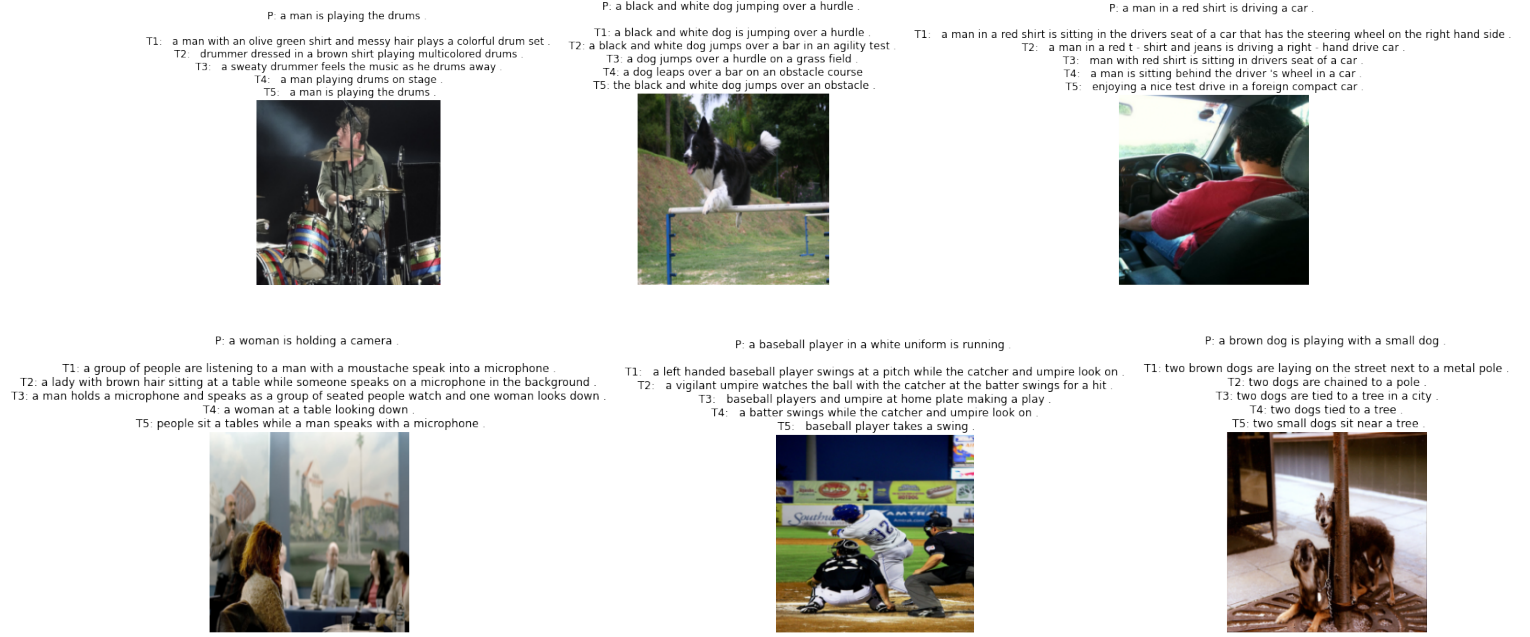 P: a man is playing the drums .
T1: a man with an olive green shirt and messy hair plays a colorful drum set .
T2: drummer dressed in a brown shirt playing multicolored drums .
T3: a sweaty drummer feels the music as he drums away .
T4: a man playing drums on stage .
T5: a man is playing the drums .
P: a black and white dog jumping over a hurdle .
T1: a black and white dog is jumping over a hurdle .
T2: a black and white dog jumps over a bar in an agility test .
T3: a dog jumps over a hurdle on a grass field .
T4: a dog leaps over a bar on an obstacle course
T5: the black and white dog jumps over an obstacle .
P: a man in a red shirt is driving a car .
T1: a man in a red shirt is sitting in the drivers seat of a car that has the steering wheel on the right hand side .
T2: a man in a red t - shirt and jeans is driving a right - hand drive car .
T3: man with red shirt is sitting in drivers seat of a car .
T4: a man is sitting behind the driver 's wheel in a car .
T5: enjoying a nice test drive in a foreign compact car .
P: a woman is holding a camera .
T1: a group of people are listening to a man with a moustache speak into a microphone .
T2: a lady with brown hair sitting at a table while someone speaks on a microphone in the background .
T3: a man holds a microphone and speaks as a group of seated people watch and one woman looks down .
T4: a woman at a table looking down .
T5: people sit a tables while a man speaks with a microphone .
P: a baseball player in a white uniform is running .
T1: a left handed baseball player swings at a pitch while the catcher and umpire look on .
T2: a vigilant umpire watches the ball with the catcher at the batter swings for a hit .
T3: baseball players and umpire at home plate making a play .
T4: a batter swings while the catcher and umpire look on .
T5: baseball player takes a swing .
32
P: a brown dog is playing with a small dog .
T1: two brown dogs are laying on the street next to a metal pole .
T2: two dogs are chained to a pole .
T3: two dogs are tied to a tree in a city .
T4: two dogs tied to a tree .
T5: two small dogs sit near a tree .